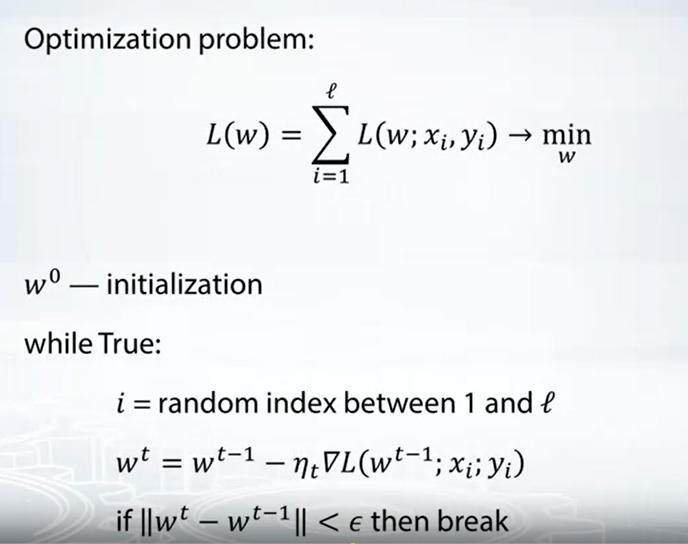 Optimization problem:
L(w) = ∑_{i=1}^{ℓ} L(w; x_i, y_i) → min_w
w^0 — initialization
while True:
i = random index between 1 and ℓ
w^t = w^{t−1} − η_t ∇L(w^{t−1}; x_i; y_i)
if ‖w^t − w^{t−1}‖ < ϵ then break